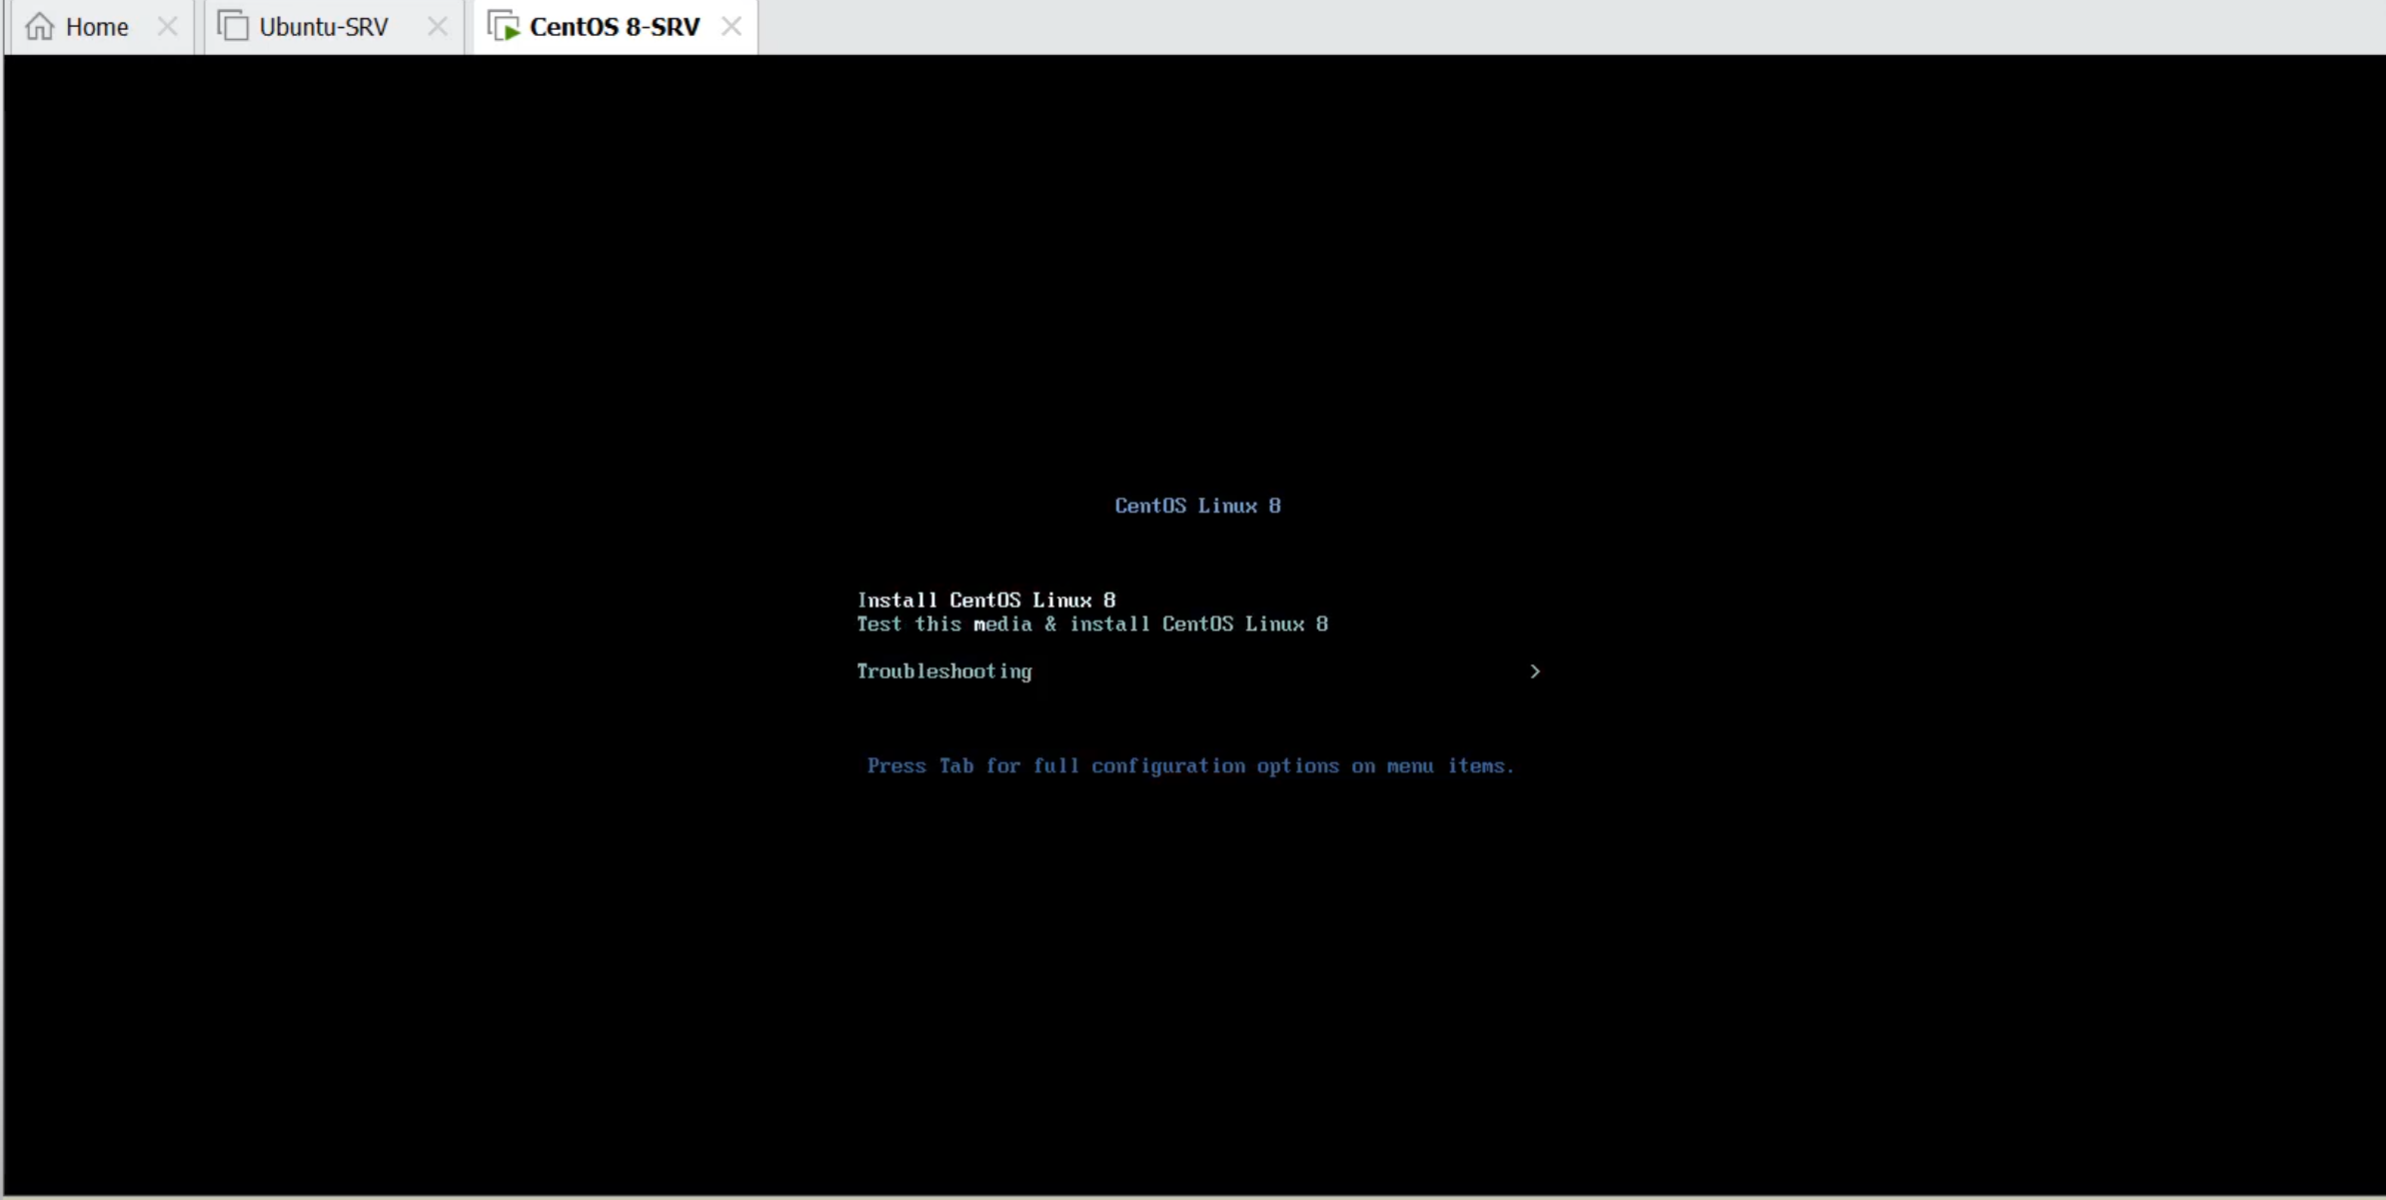 Home
Ubuntu-SRV
CentOS 8-SRV
CentOS Linux 8
Install CentOS Linux 8
Test this media & install CentOS Linux 8
Troubleshooting >
Press Tab for full configuration options on menu items.